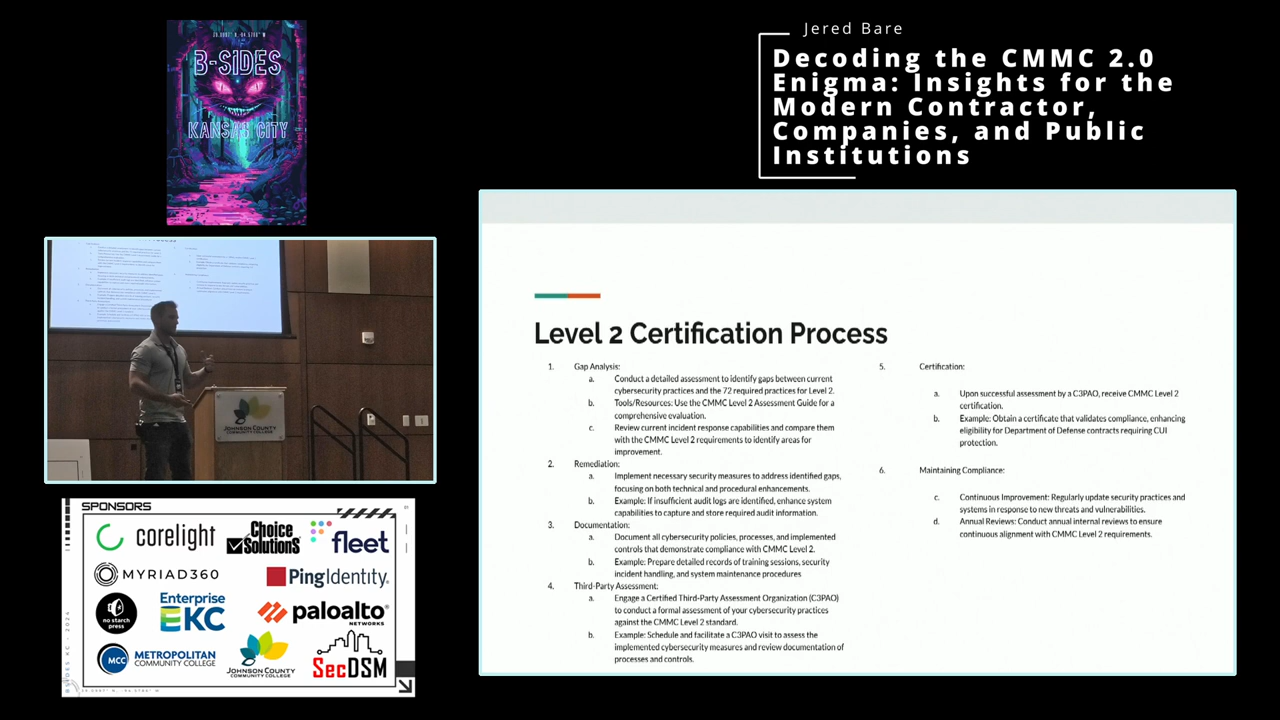 B-SIDES
KANSAS CITY
Jered Bare
Decoding the CMMC 2.0
Enigma: Insights for the
Modern Contractor,
Companies, and Public
Institutions
JOHNSON COUNTY
COMMUNITY COLLEGE
SPONSORS
corelight
Choice
Solutions
fleet
MYRIAD360
PingIdentity
no starch
press
Enterprise
EKC
paloalto
NETWORKS
MCC
METROPOLITAN
COMMUNITY COLLEGE
JOHNSON COUNTY
COMMUNITY COLLEGE
SecDSM
Level 2 Certification Process
1. Gap Analysis:
a. Conduct a detailed assessment to identify gaps between current
cybersecurity practices and the 72 required practices for Level 2.
b. Tools/Resources: Use the CMMC Level 2 Assessment Guide for a
comprehensive evaluation.
c. Review current incident response capabilities and compare them
with the CMMC Level 2 requirements to identify areas for
improvement.
2. Remediation:
a. Implement necessary security measures to address identified gaps,
focusing on both technical and procedural enhancements.
b. Example: If insufficient audit logs are identified, enhance system
capabilities to capture and store required audit information.
3. Documentation:
a. Document all cybersecurity policies, processes, and implemented
controls that demonstrate compliance with CMMC Level 2.
b. Example: Prepare detailed records of training sessions, security
incident handling, and system maintenance procedures
4. Third-Party Assessment:
a. Engage a Certified Third-Party Assessment Organization (C3PAO)
to conduct a formal assessment of your cybersecurity practices
against the CMMC Level 2 standard.
b. Example: Schedule and facilitate a C3PAO visit to assess the
implemented cybersecurity measures and review documentation of
processes and controls.
5. Certification:
a. Upon successful assessment by a C3PAO, receive CMMC Level 2
certification.
b. Example: Obtain a certificate that validates compliance, enhancing
eligibility for Department of Defense contracts requiring CUI
protection.
6. Maintaining Compliance:
c. Continuous Improvement: Regularly update security practices and
systems in response to new threats and vulnerabilities.
d. Annual Reviews: Conduct annual internal reviews to ensure
continuous alignment with CMMC Level 2 requirements.